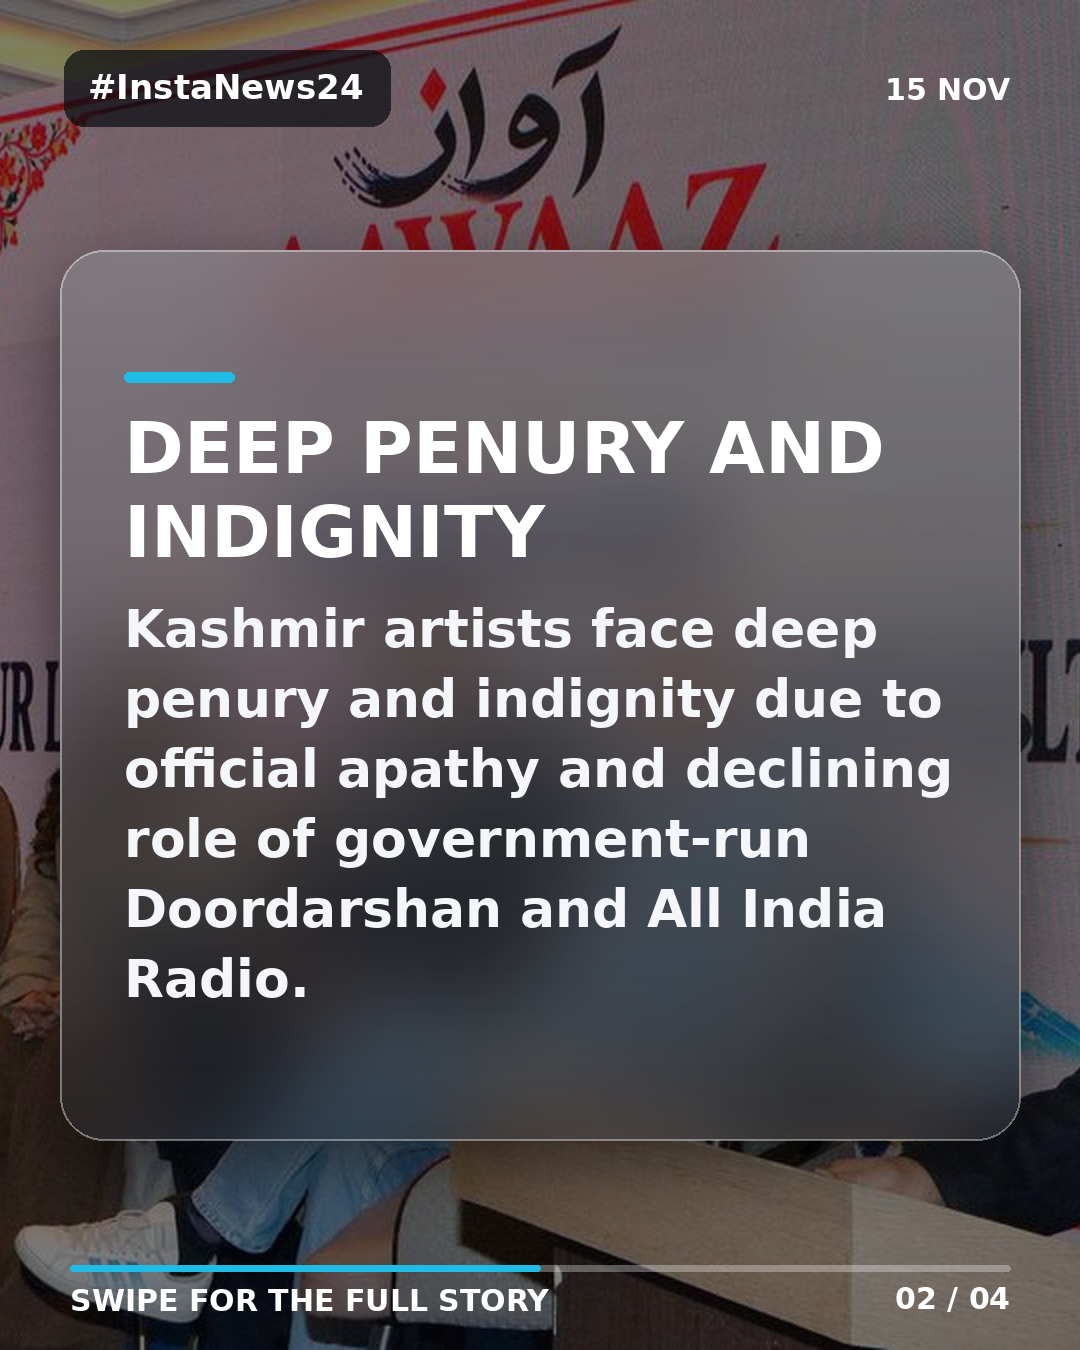 #InstaNews24
15 NOV
آواز
AAWAAZ
DEEP PENURY AND
INDIGNITY
Kashmir artists face deep
penury and indignity due to
official apathy and declining
role of government-run
Doordarshan and All India
Radio.
SWIPE FOR THE FULL STORY
02 / 04